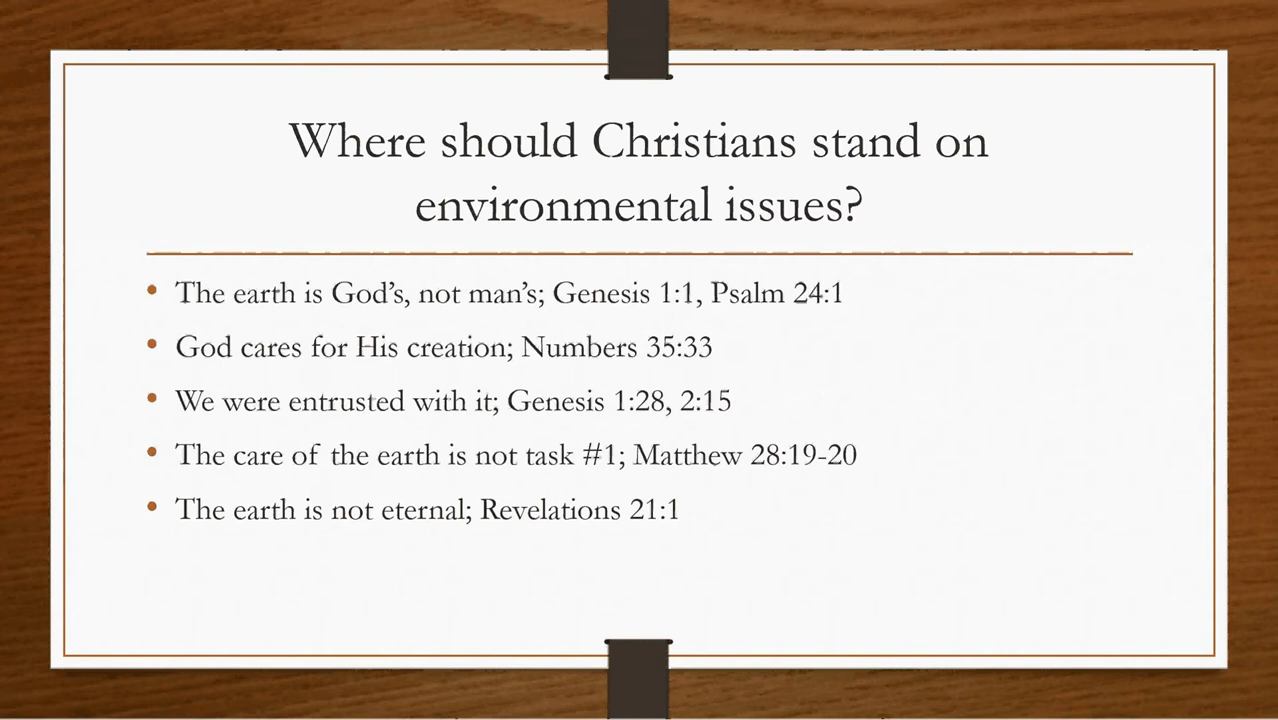 Where should Christians stand on
environmental issues?
• The earth is God’s, not man’s; Genesis 1:1, Psalm 24:1
• God cares for His creation; Numbers 35:33
• We were entrusted with it; Genesis 1:28, 2:15
• The care of the earth is not task #1; Matthew 28:19-20
• The earth is not eternal; Revelations 21:1